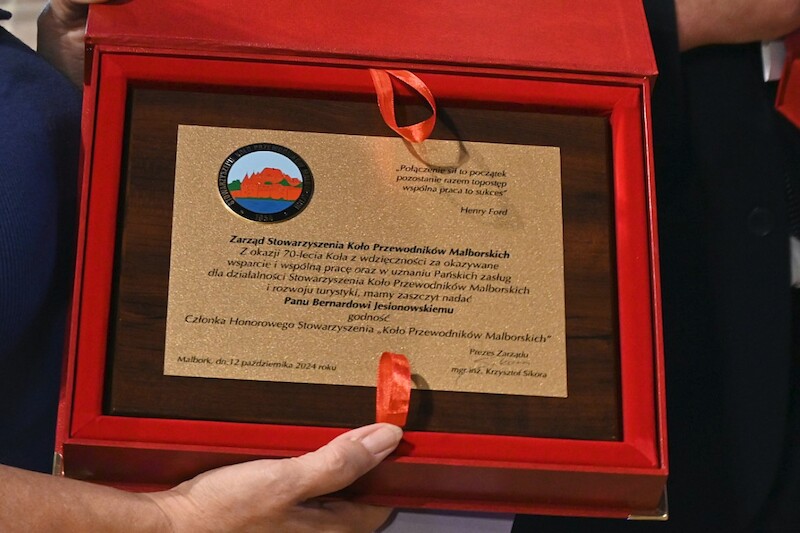 „Połączenie sił to początek
pozostanie razem topostęp
wspólna praca to sukces”
Henry Ford
1954
Zarząd Stowarzyszenia Koło Przewodników Malborskich
Z okazji 70-lecia Koła z wdzięczności za okazywane
wsparcie i wspólną pracę oraz w uznaniu Pańskich zasług
dla działalności Stowarzyszenia Koło Przewodników Malborskich
i rozwoju turystyki, mamy zaszczyt nadać
Panu Bernardowi Jesionowskiemu
godność
Członka Honorowego Stowarzyszenia „Koło Przewodników Malborskich”
Prezes Zarządu
Malbork, dn. 12 października 2024 roku
mgr inż. Krzysztof Sikora